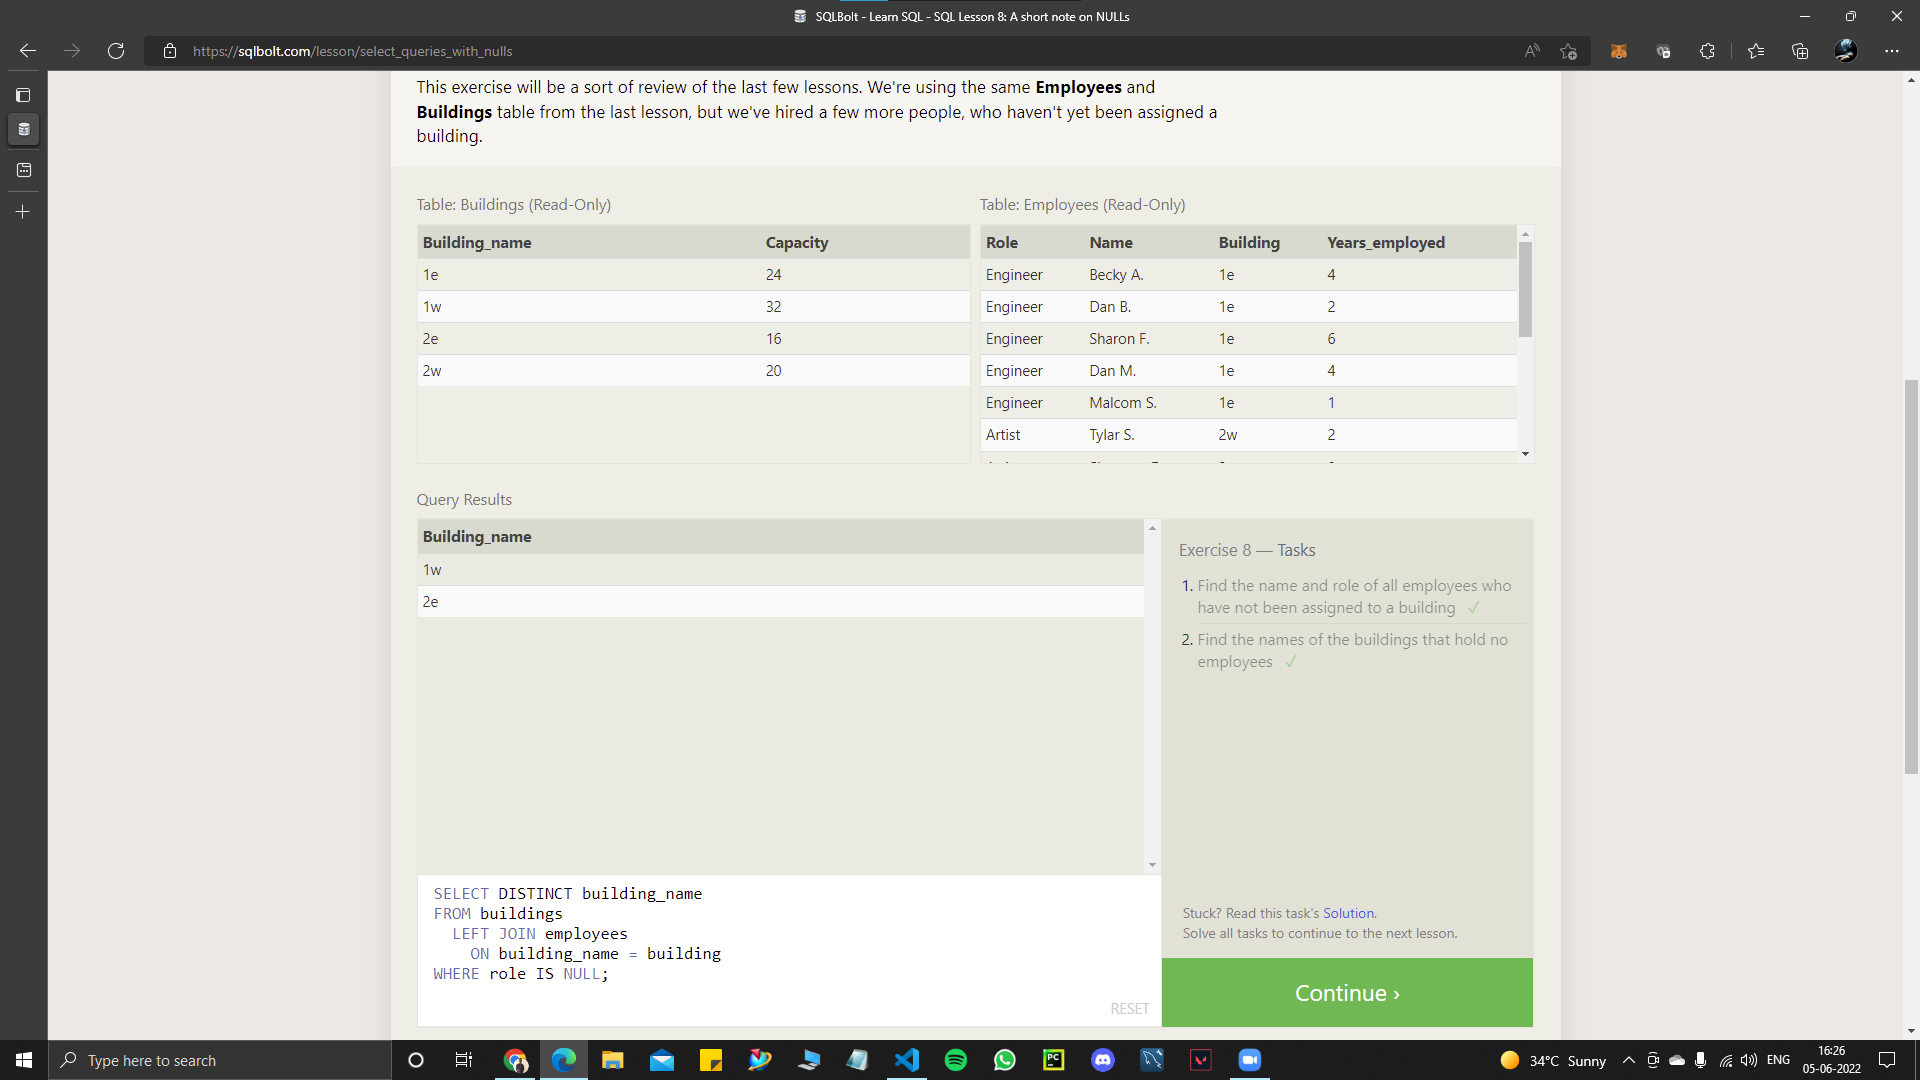 SQLBolt - Learn SQL - SQL Lesson 8: A short note on NULLs
https://sqlbolt.com/lesson/select_queries_with_nulls
This exercise will be a sort of review of the last few lessons. We're using the same Employees and
Buildings table from the last lesson, but we've hired a few more people, who haven't yet been assigned a
building.
Table: Buildings (Read-Only)
Building_name Capacity
1e 24
1w 32
2e 16
2w 20
Table: Employees (Read-Only)
Role Name Building Years_employed
Engineer Becky A. 1e 4
Engineer Dan B. 1e 2
Engineer Sharon F. 1e 6
Engineer Dan M. 1e 4
Engineer Malcom S. 1e 1
Artist Tylar S. 2w 2
Query Results
Building_name
1w
2e
Exercise 8 — Tasks
1. Find the name and role of all employees who
have not been assigned to a building ✓
2. Find the names of the buildings that hold no
employees ✓
SELECT DISTINCT building_name
FROM buildings
LEFT JOIN employees
ON building_name = building
WHERE role IS NULL;
RESET
Stuck? Read this task's Solution.
Solve all tasks to continue to the next lesson.
Continue ›
Type here to search
PC
34°C Sunny
ENG
16:26
05-06-2022